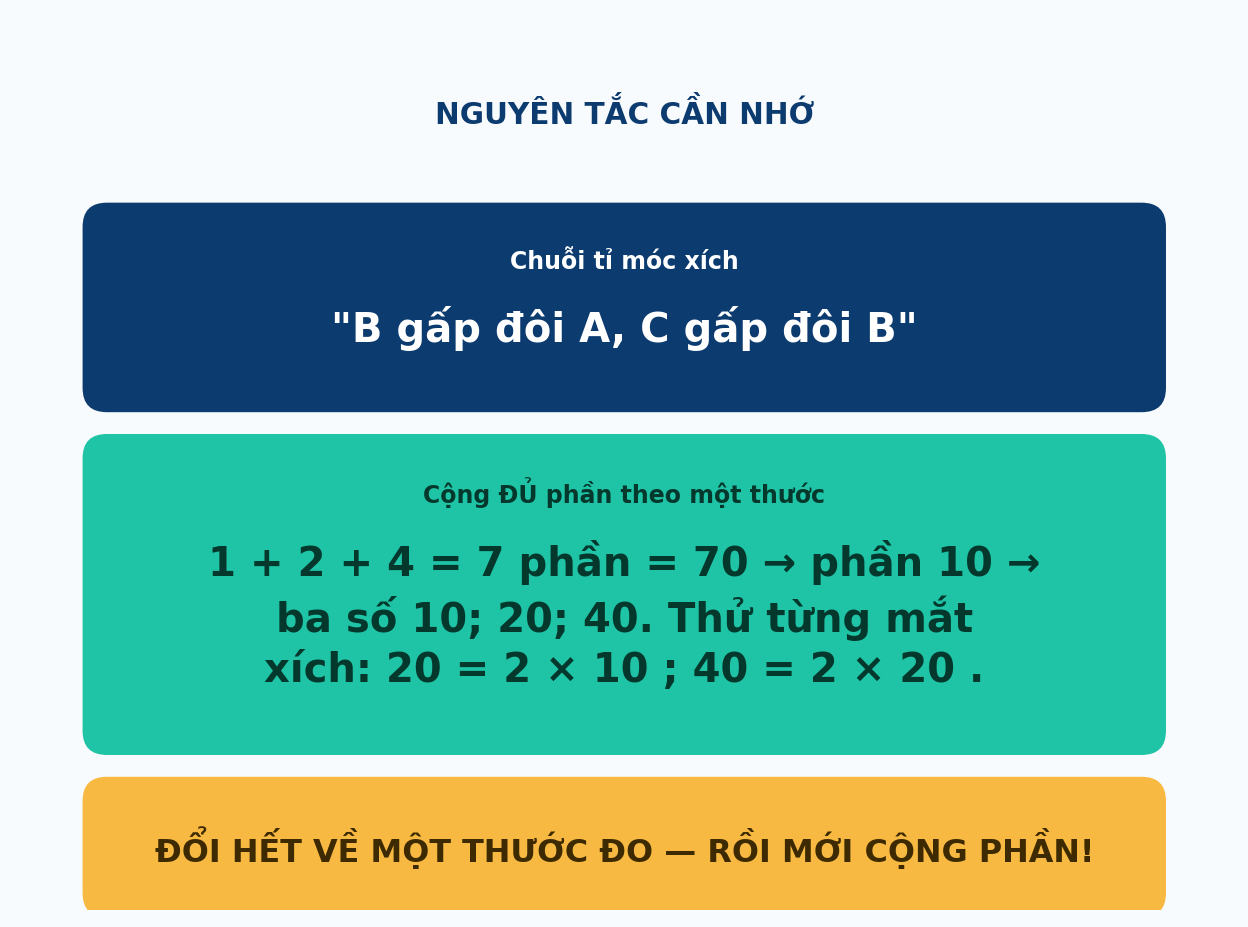 NGUYÊN TẮC CẦN NHỚ
Chuỗi tỉ móc xích
"B gấp đôi A, C gấp đôi B"
Cộng ĐỦ phần theo một thước
1 + 2 + 4 = 7 phần = 70 → phần 10 →
ba số 10; 20; 40. Thử từng mắt
xích: 20 = 2 × 10 ; 40 = 2 × 20 .
ĐỔI HẾT VỀ MỘT THƯỚC ĐO — RỒI MỚI CỘNG PHẦN!